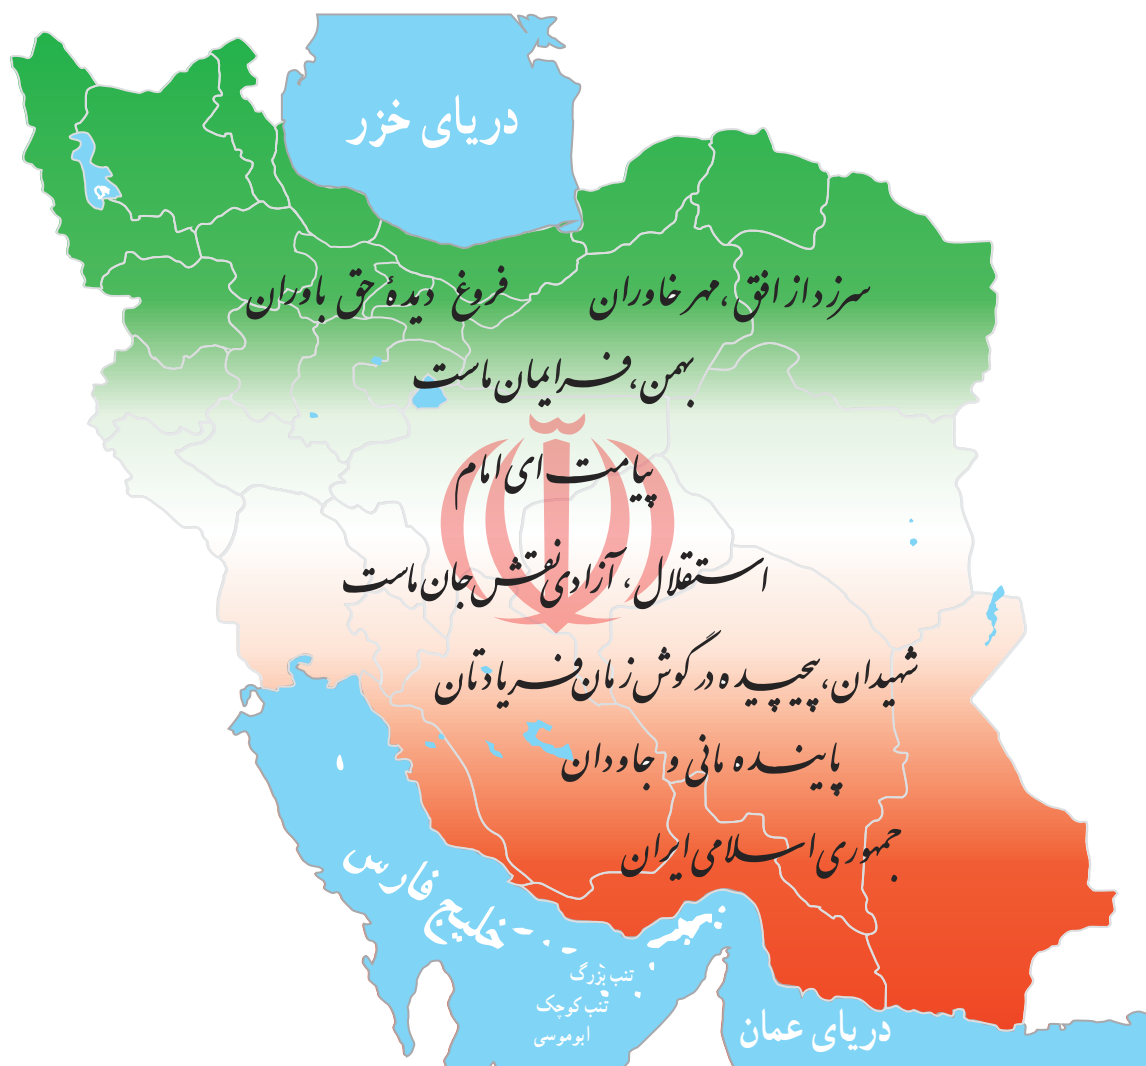 دریای خزر
سر زد از افق، مهر خاوران فروغ دیدهٔ حق باوران
بهمن، فر ایمان ماست
پیامت ای امام
استقلال، آزادی نقش جان ماست
شهیدان، پیچیده در گوش زمان فریادتان
پاینده مانی و جاودان
جمهوری اسلامی ایران
خلیج فارس
تنب بزرگ
تنب کوچک
ابوموسی
دریای عمان